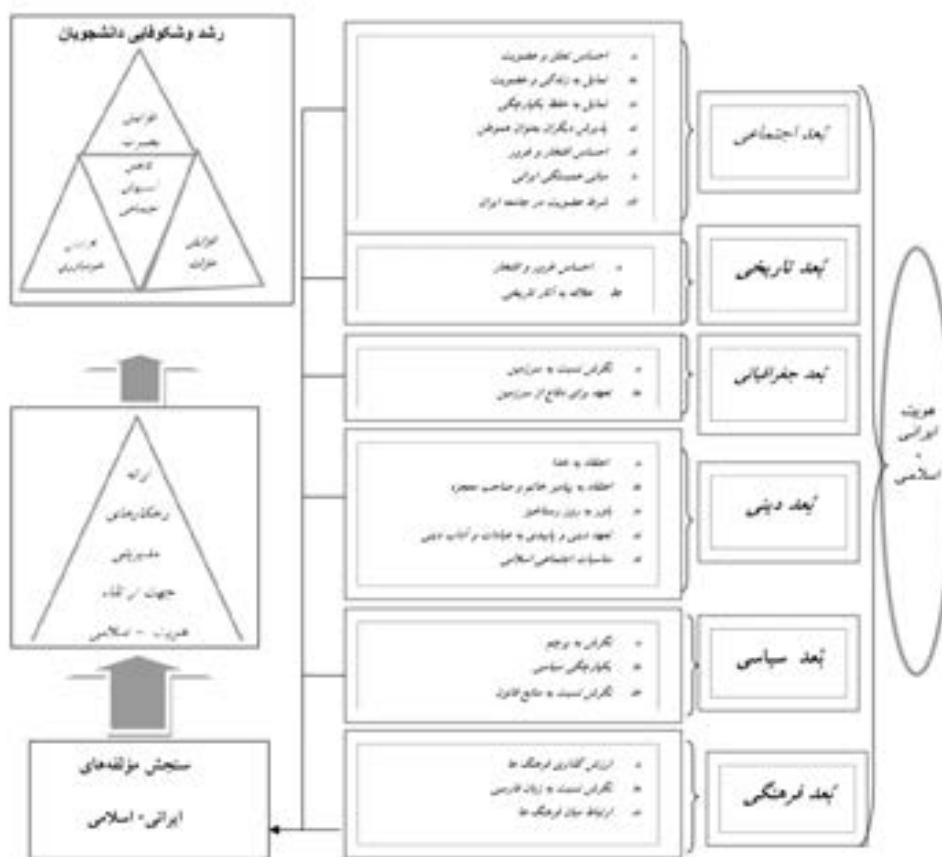 هویت
ایرانی
-
اسلامی
بُعد اجتماعی
احساس تعلق و عضویت
تمایل به زندگی و عضویت
تمایل به حفظ یکپارچگی
پذیرش دیگران بعنوان هموطن
احساس افتخار و غرور
مبانی همبستگی ایرانی
شرط عضویت در جامعه ایران
بُعد تاریخی
احساس غرور و افتخار
علاقه به آثار تاریخی
بُعد جغرافیائی
نگرش نسبت به سرزمین
تعهد برای دفاع از سرزمین
بُعد دینی
اعتقاد به خدا
اعتقاد به پیامبر خاتم و صاحب معجزه
باور به روز رستاخیز
تعهد دینی و پایبندی به عبادات و آداب دینی
مناسبات اجتماعی اسلامی
بُعد سیاسی
نگرش به پرچم
یکپارچگی سیاسی
نگرش نسبت به منابع قانون
بُعد فرهنگی
ارزش گذاری فرهنگ ها
نگرش نسبت به زبان فارسی
ارتباط میان فرهنگ ها
سنجش مؤلفه‌های
ایرانی- اسلامی
ارائه
راهکارهای
مدیریتی
جهت ارتقاء
هویت - اسلامی
رشد وشکوفایی دانشجویان
افزایش
کاهش
آسیبهای
اجتماعی
افزایش